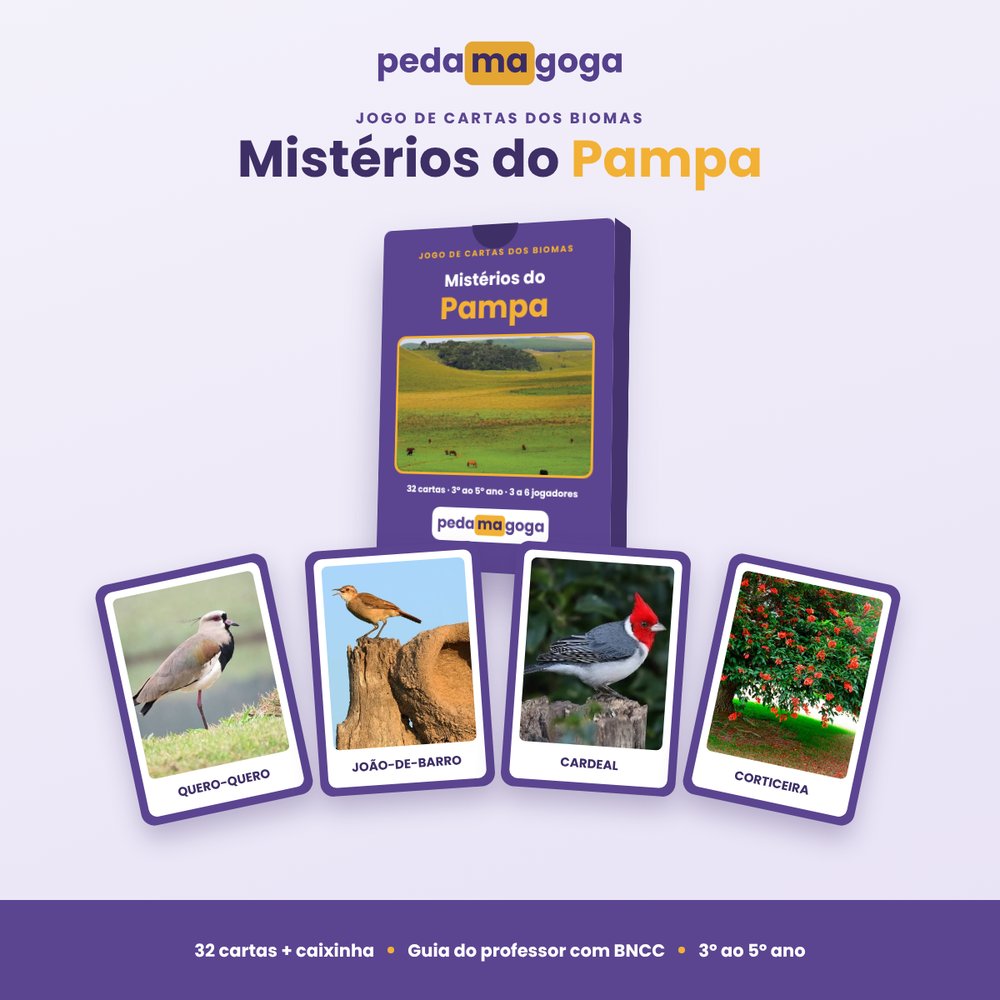 pedamagoga
JOGO DE CARTAS DOS BIOMAS
Mistérios do Pampa
JOGO DE CARTAS DOS BIOMAS
Mistérios do
Pampa
32 cartas · 3º ao 5º ano · 3 a 6 jogadores
pedamagoga
QUERO-QUERO
JOÃO-DE-BARRO
CARDEAL
CORTICEIRA
32 cartas + caixinha • Guia do professor com BNCC • 3º ao 5º ano